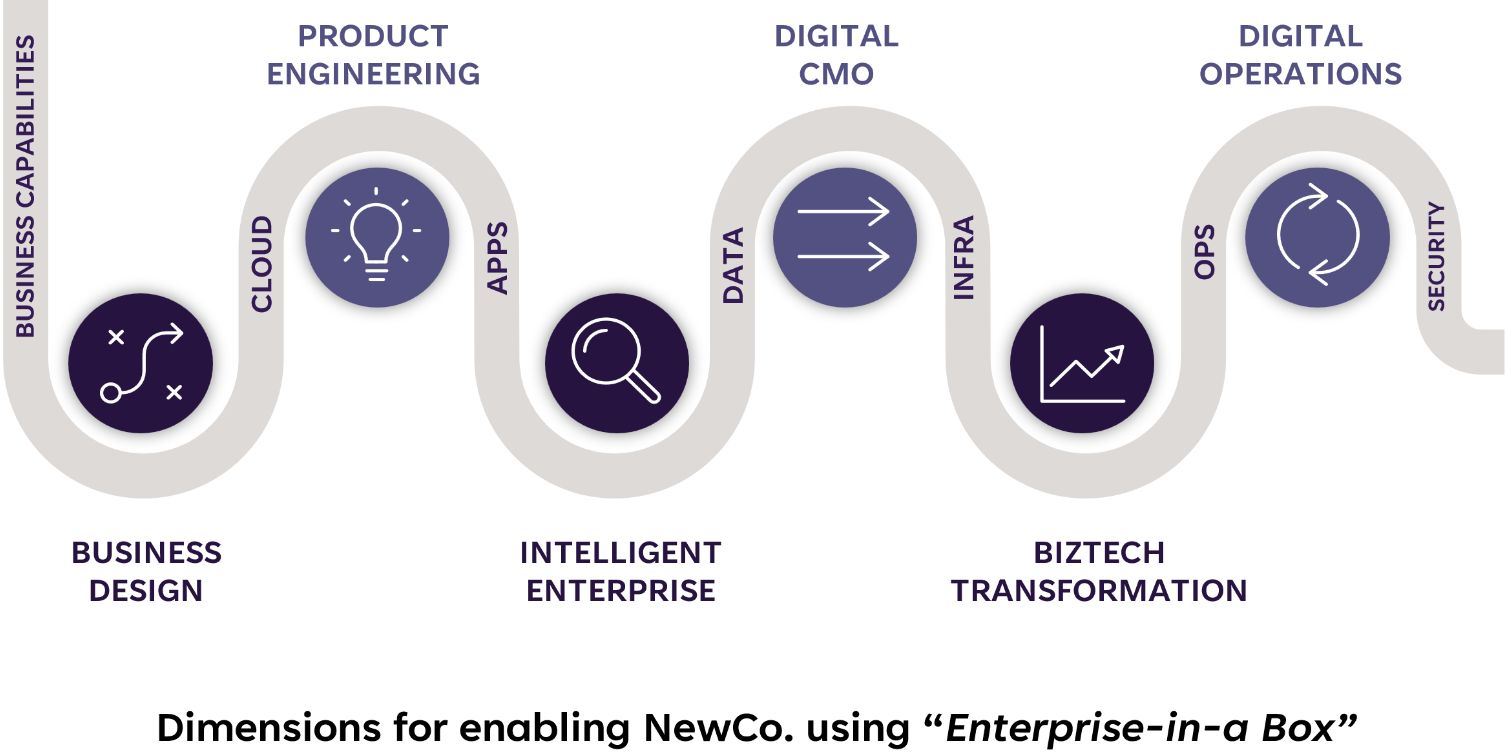 BUSINESS CAPABILITIES
PRODUCT
ENGINEERING
DIGITAL
CMO
DIGITAL
OPERATIONS
CLOUD
APPS
DATA
INFRA
OPS
SECURITY
BUSINESS
DESIGN
INTELLIGENT
ENTERPRISE
BIZTECH
TRANSFORMATION
Dimensions for enabling NewCo. using “Enterprise-in-a Box”